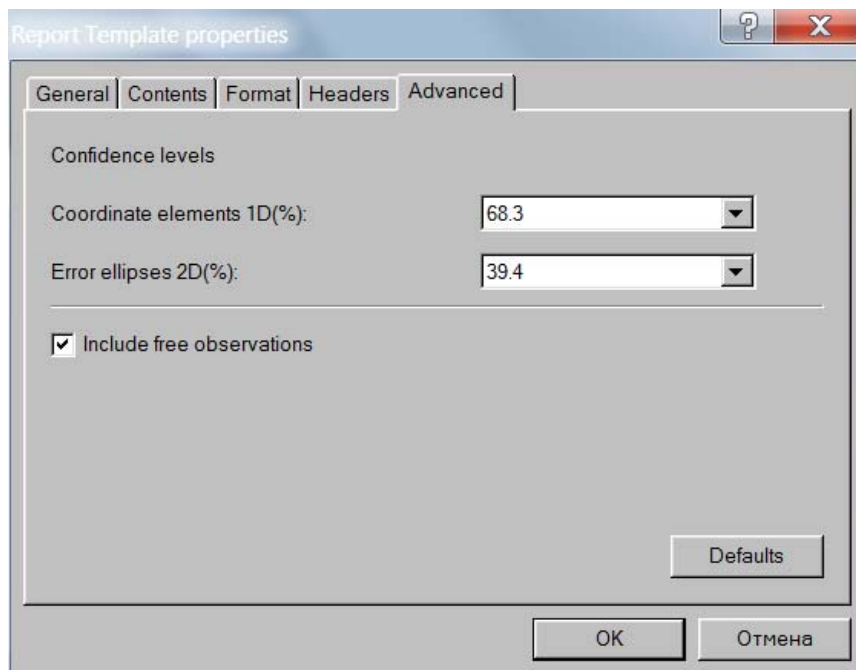 Report Template properties
General Contents Format Headers Advanced
Confidence levels
Coordinate elements 1D(%): 68.3
Error ellipses 2D(%): 39.4
Include free observations
Defaults
OK Отмена